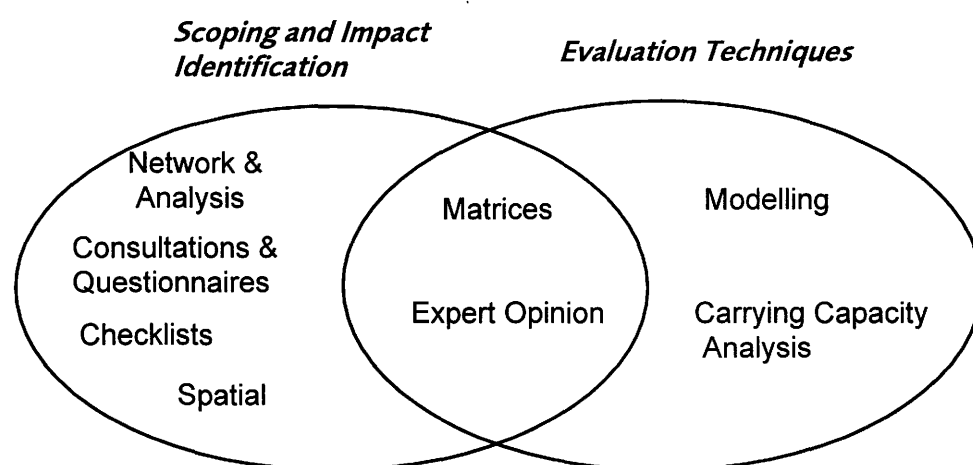 Scoping and Impact
Identification
Evaluation Techniques
Network &
Analysis
Consultations &
Questionnaires
Checklists
Spatial
Matrices
Expert Opinion
Modelling
Carrying Capacity
Analysis